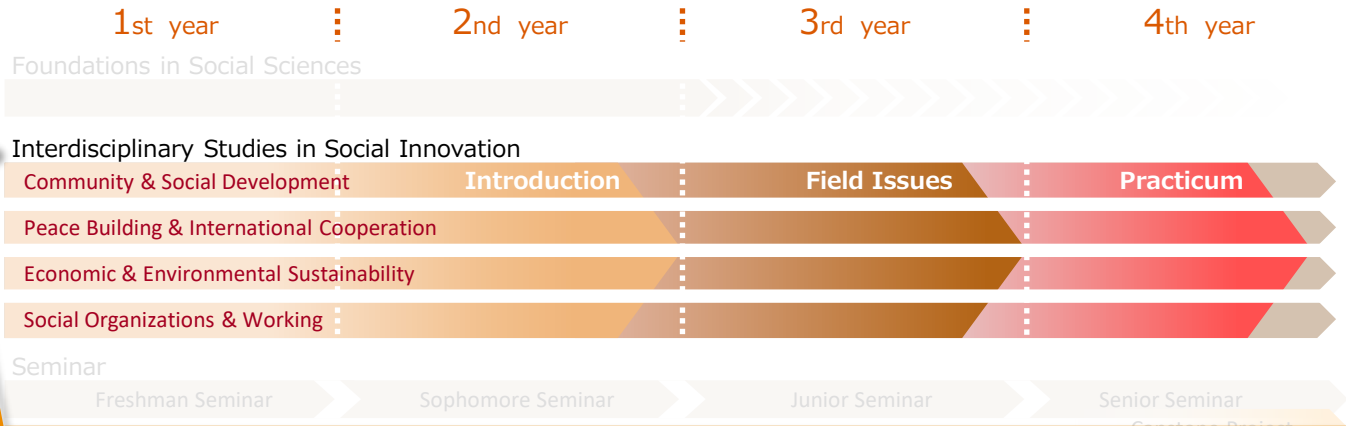 1st year 2nd year 3rd year 4th year
Foundations in Social Sciences
Interdisciplinary Studies in Social Innovation
Community & Social Development Introduction Field Issues Practicum
Peace Building & International Cooperation
Economic & Environmental Sustainability
Social Organizations & Working
Seminar
Freshman Seminar Sophomore Seminar Junior Seminar Senior Seminar
Capstone Project